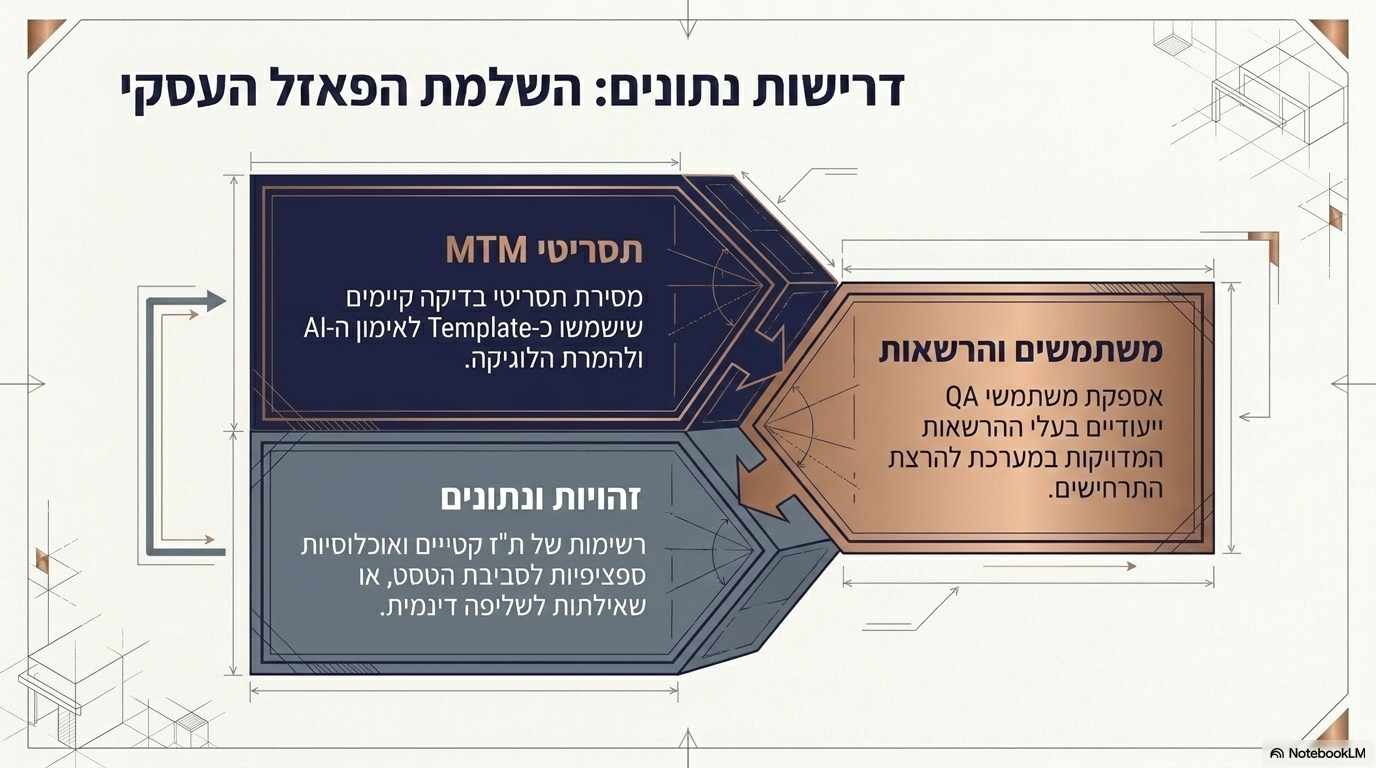 דרישות נתונים: השלמת הפאזל העסקי
תסריטי MTM
מסירת תסריטי בדיקה קיימים
שישמשו כ-Template לאימון ה-AI
ולהמרת הלוגיקה.
משתמשים והרשאות
אספקת משתמשי QA
ייעודיים בעלי ההרשאות
המדויקות במערכת להרצת
התרחישים.
זהויות ונתונים
רשימות של ת"ז קטייים ואוכלוסיות
ספציפיות לסביבת הטסט, או
שאילתות לשליפה דינמית.
NotebookLM